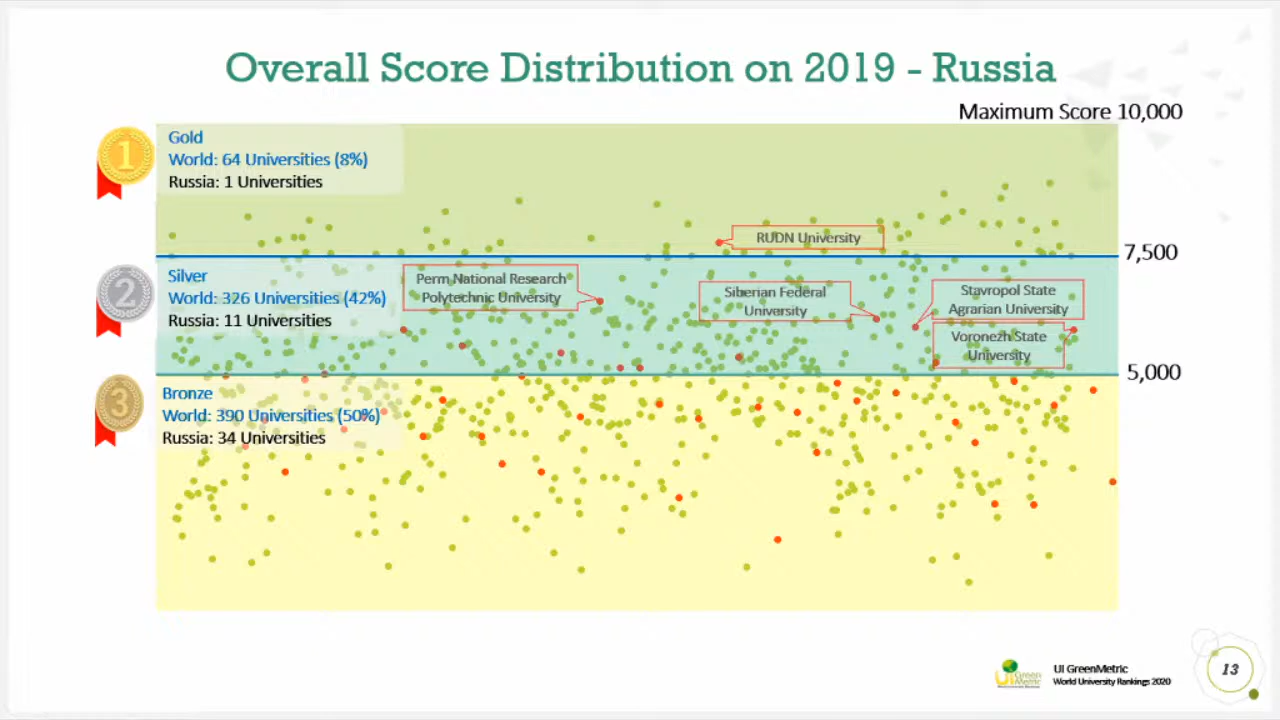 Overall Score Distribution on 2019 - Russia
Maximum Score 10,000
1
Gold
World: 64 Universities (8%)
Russia: 1 Universities
RUDN University
7,500
2
Silver
World: 326 Universities (42%)
Russia: 11 Universities
Perm National Research
Polytechnic University
Siberian Federal
University
Stavropol State
Agrarian University
Voronezh State
University
5,000
3
Bronze
World: 390 Universities (50%)
Russia: 34 Universities
UI
Green
Metric
UI GreenMetric
World University Rankings 2020
13